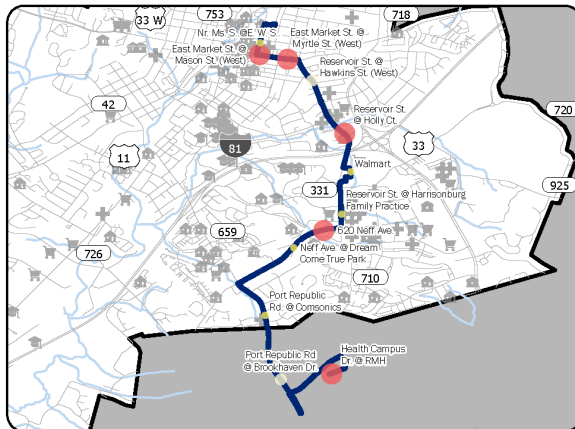 753
718
33 W
Nr. Ms. S @E. W. S.
East Market St. @
Myrtle St. (West)
East Market St. @
Mason St. (West)
Reservoir St. @
Hawkins St. (West)
42
Reservoir St.
@ Holly Ct.
720
33
81
11
Walmart
331
925
Reservoir St. @ Harrisonburg
Family Practice
659
620 Neff Ave.
726
Neff Ave. @ Dream
Come True Park
710
Port Republic
Rd. @ Comsonics
Port Republic Rd
@ Brookhaven Dr.
Health Campus
Dr. @ RMH